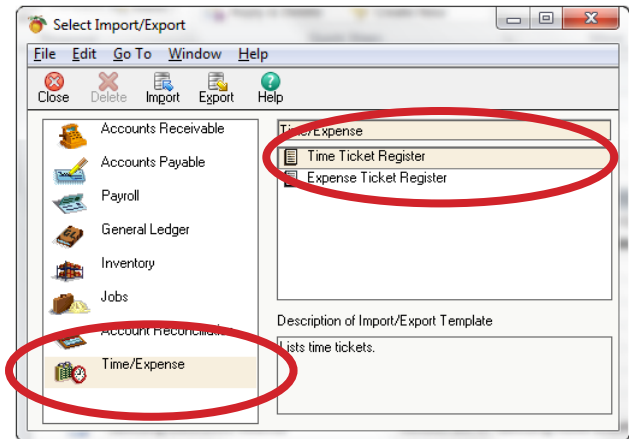 Select Import/Export
File Edit Go To Window Help
Close Delete Import Export Help
Accounts Receivable
Accounts Payable
Payroll
General Ledger
Inventory
Jobs
Account Reconciliation
Time/Expense
Time/Expense
Time Ticket Register
Expense Ticket Register
Description of Import/Export Template
Lists time tickets.